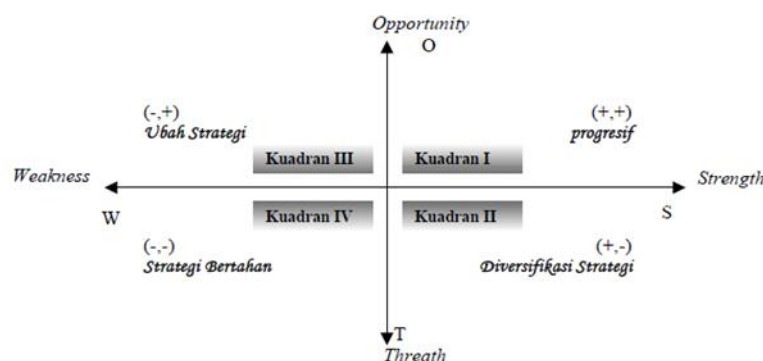 Opportunity
O
(-,+)
Ubah Strategi
(+,+)
progresif
Kuadran III
Kuadran I
Weakness
Strength
W
Kuadran IV
Kuadran II
S
(-,-)
Strategi Bertahan
(+,-)
Diversifikasi Strategi
T
Threath